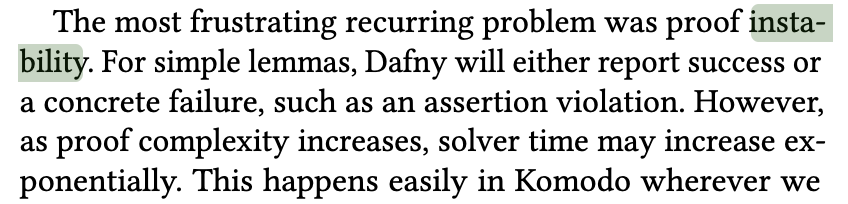 The most frustrating recurring problem was proof insta-
bility. For simple lemmas, Dafny will either report success or
a concrete failure, such as an assertion violation. However,
as proof complexity increases, solver time may increase ex-
ponentially. This happens easily in Komodo wherever we